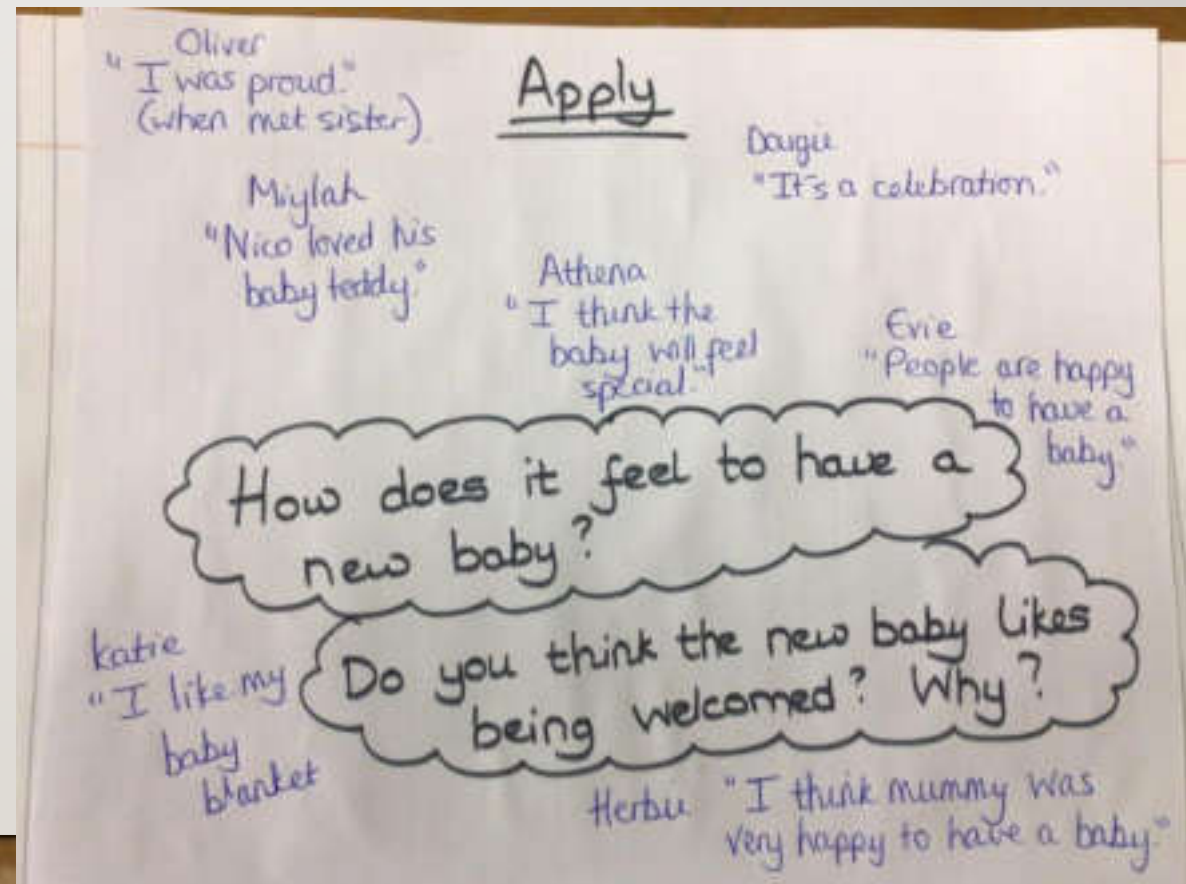 Apply
Oliver
"I was proud."
(when met sister)
Miylah
"Nico loved his
baby teddy."
Dougie
"It's a celebration."
Athena
"I think the
baby will feel
special."
Evie
"People are happy
to have a
baby."
How does it feel to have a
new baby?
Do you think the new baby likes
being welcomed? Why?
Katie
"I like my
baby
blanket
Herbie "I think mummy was
very happy to have a baby."